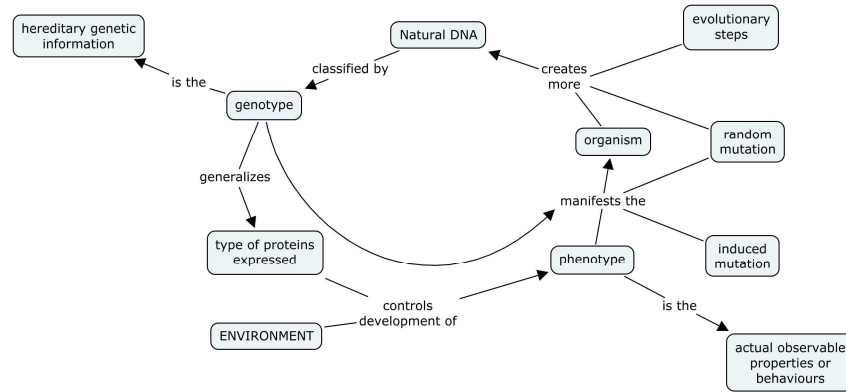 hereditary genetic
information
Natural DNA
evolutionary
steps
classified by
creates
more
is the
genotype
organism
random
mutation
generalizes
manifests the
type of proteins
expressed
phenotype
induced
mutation
is the
controls
development of
ENVIRONMENT
actual observable
properties or
behaviours